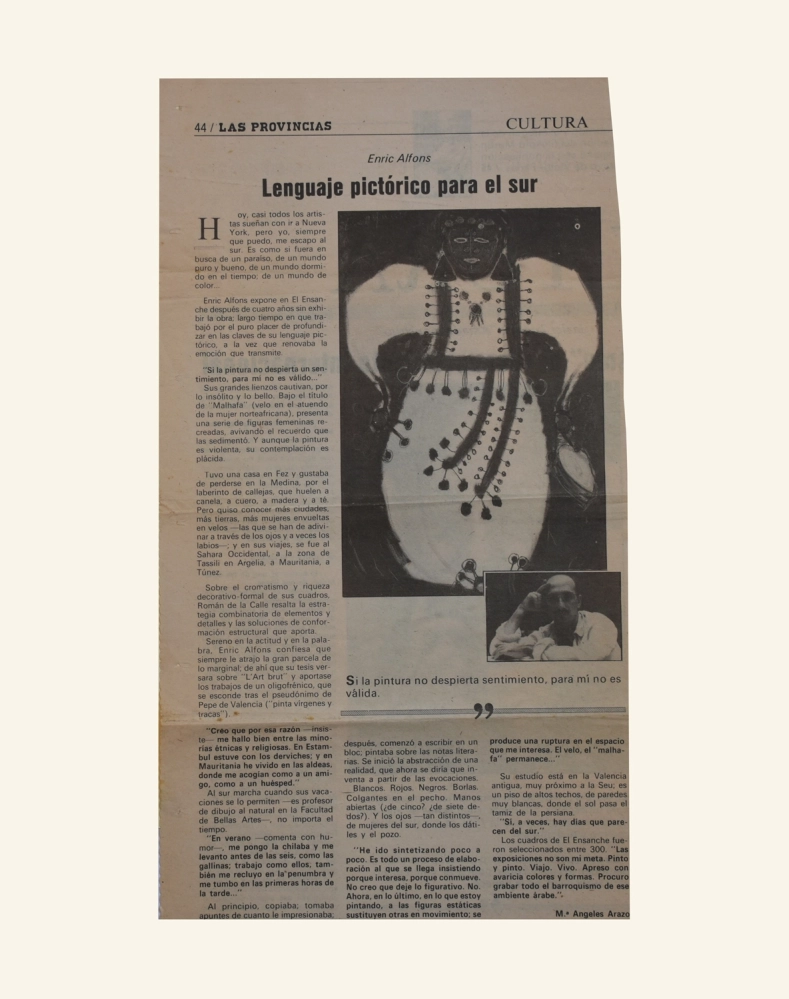 44 / LAS PROVINCIAS
CULTURA
Enric Alfons
Lenguaje pictórico para el sur
Hoy, casi todos los artis-
tas sueñan con ir a Nueva
York, pero yo, siempre
que puedo, me escapo al
sur. Es como si fuera en
busca de un paraíso, de un mundo
puro y bueno, de un mundo dormi-
do en el tiempo; de un mundo de
color...
Enric Alfons expone en El Ensan-
che después de cuatro años sin exhi-
bir la obra; largo tiempo en que tra-
bajó por el puro placer de profundi-
zar en las claves de su lenguaje pic-
tórico, a la vez que renovaba la
emoción que transmite.
"Si la pintura no despierta un sen-
timiento, para mí no es válido..."
Sus grandes lienzos cautivan, por
lo insólito y lo bello. Bajo el título
de "Malhafa" (velo en el atuendo
de la mujer norteafricana), presenta
una serie de figuras femeninas re-
creadas, avivando el recuerdo que
las sedimentó. Y aunque la pintura
es violenta, su contemplación es
plácida.
Tuvo una casa en Fez y gustaba
de perderse en la Medina, por el
laberinto de callejas, que huelen a
canela, a cuero, a madera y a té.
Pero quiso conocer más ciudades,
más tierras, más mujeres envueltas
en velos —las que se han de adivi-
nar a través de los ojos y a veces los
labios—; y en sus viajes, se fue al
Sahara Occidental, a la zona de
Tassili en Argelia, a Mauritania, a
Túnez.
Sobre el cromatismo y riqueza
decorativo-formal de sus cuadros,
Román de la Calle resalta la estra-
tegia combinatoria de elementos y
detalles y las soluciones de confor-
mación estructural que aporta.
Sereno en la actitud y en la pala-
bra, Enric Alfons confiesa que
siempre le atrajo la gran parcela de
lo marginal; de ahí que su tesis ver-
sara sobre "L'Art brut" y aportase
los trabajos de un oligofrénico, que
se esconde tras el pseudónimo de
Pepe de Valencia ("pinta vírgenes y
tracas").
"Creo que por esa razón —insis-
te— me hallo bien entre las mino-
rías étnicas y religiosas. En Estam-
bul estuve con los derviches; y en
Mauritania he vivido en las aldeas,
donde me acogían como a un ami-
go, como a un huésped."
Al sur marcha cuando sus vaca-
ciones se lo permiten —es profesor
de dibujo al natural en la Facultad
de Bellas Artes—, no importa el
tiempo.
"En verano —comenta con hu-
mor—, me pongo la chilaba y me
levanto antes de las seis, como las
gallinas; trabajo como ellos; tam-
bién me recluyo en la penumbra y
me tumbo en las primeras horas de
la tarde..."
Al principio, copiaba; tomaba
apuntes de cuanto le impresionaba;
Si la pintura no despierta sentimiento, para mí no es
válida.
”
después, comenzó a escribir en un
bloc; pintaba sobre las notas litera-
rias. Se inició la abstracción de una
realidad, que ahora se diría que in-
venta a partir de las evocaciones.
Blancos. Rojos. Negros. Borlas.
Colgantes en el pecho. Manos
abiertas (¿de cinco? ¿de siete de-
dos?). Y los ojos —tan distintos—,
de mujeres del sur, donde los dáti-
les y el pozo.
"He ido sintetizando poco a
poco. Es todo un proceso de elabo-
ración al que se llega insistiendo
porque interesa, porque conmueve.
No creo que deje lo figurativo. No.
Ahora, en lo último, en lo que estoy
pintando, a las figuras estáticas
sustituyen otras en movimiento; se
produce una ruptura en el espacio
que me interesa. El velo, el "malha-
fa" permanece..."
Su estudio está en la Valencia
antigua, muy próximo a la Seu; es
un piso de altos techos, de paredes
muy blancas, donde el sol pasa el
tamiz de la persiana.
"Si, a veces, hay días que pare-
cen del sur."
Los cuadros de El Ensanche fue-
ron seleccionados entre 300. "Las
exposiciones no son mi meta. Pinto
y pinto. Viajo. Vivo. Apreso con
avaricia colores y formas. Procuro
grabar todo el barroquismo de ese
ambiente árabe."
M.ª Angeles Arazo